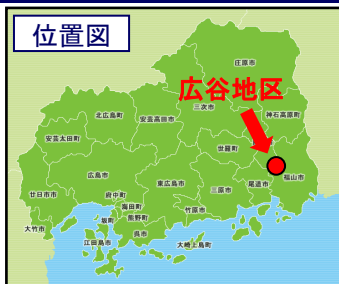 位置図
広谷地区
庄原市
三次市
神石高原町
北広島町
安芸高田市
安芸太田町
世羅町
広島市
東広島市
三原市
尾道市
福山市
廿日市市
府中町
海田町
坂町
熊野町
竹原市
呉市
大竹市
江田島市
大崎上島町